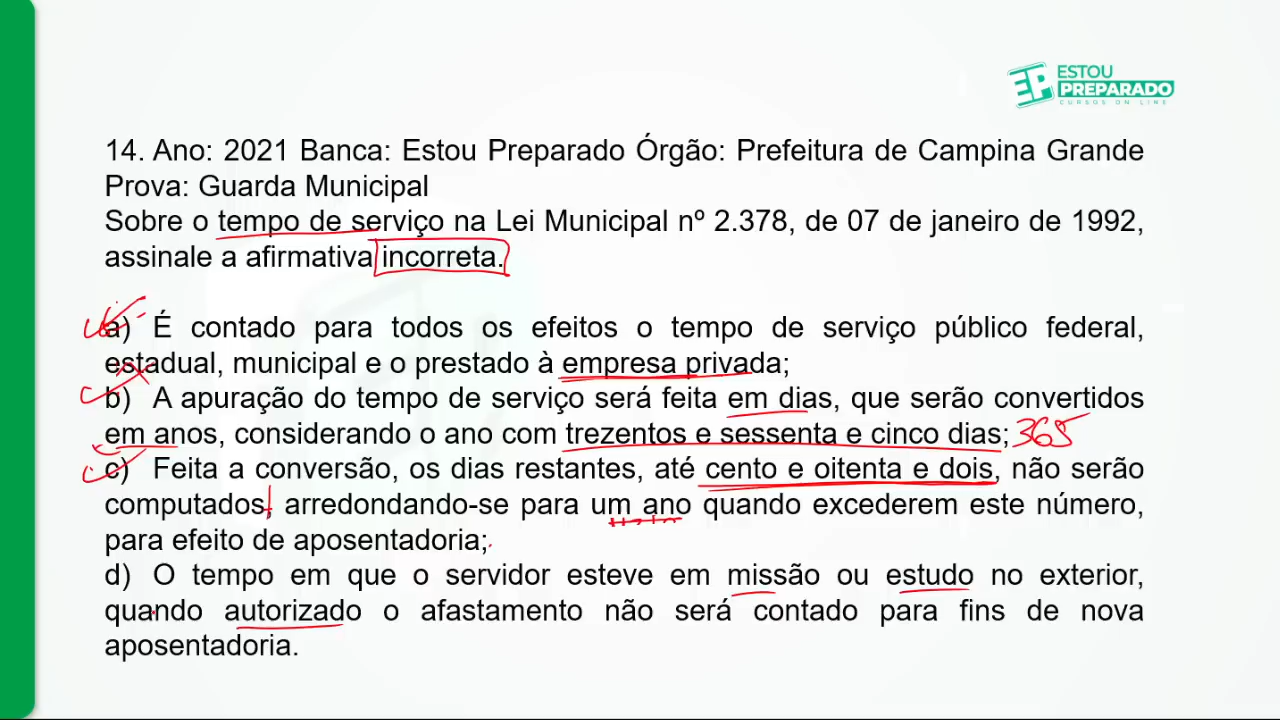 ESTOU
EP PREPARADO
CURSOS ON LINE
14. Ano: 2021 Banca: Estou Preparado Órgão: Prefeitura de Campina Grande
Prova: Guarda Municipal
Sobre o tempo de serviço na Lei Municipal nº 2.378, de 07 de janeiro de 1992,
assinale a afirmativa incorreta.
a) É contado para todos os efeitos o tempo de serviço público federal,
estadual, municipal e o prestado à empresa privada;
b) A apuração do tempo de serviço será feita em dias, que serão convertidos
em anos, considerando o ano com trezentos e sessenta e cinco dias; 365
c) Feita a conversão, os dias restantes, até cento e oitenta e dois, não serão
computados, arredondando-se para um ano quando excederem este número,
para efeito de aposentadoria;
d) O tempo em que o servidor esteve em missão ou estudo no exterior,
quando autorizado o afastamento não será contado para fins de nova
aposentadoria.